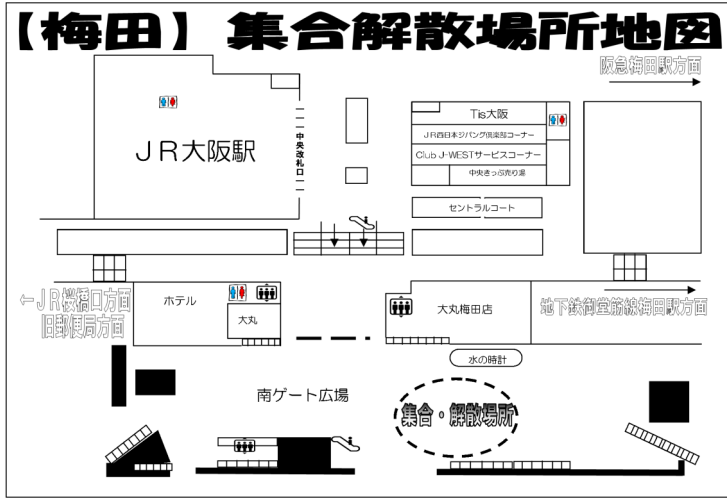 【梅田】集合解散場所地図
阪急梅田駅方面
JR大阪駅
中央改札口
Tis大阪
JR西日本ジパング倶楽部コーナー
Club J-WESTサービスコーナー
中央きっぷ売り場
セントラルコート
←JR桜橋口方面
旧郵便局方面
ホテル
大丸
大丸梅田店
地下鉄御堂筋線梅田駅方面
水の時計
南ゲート広場
集合・解散場所